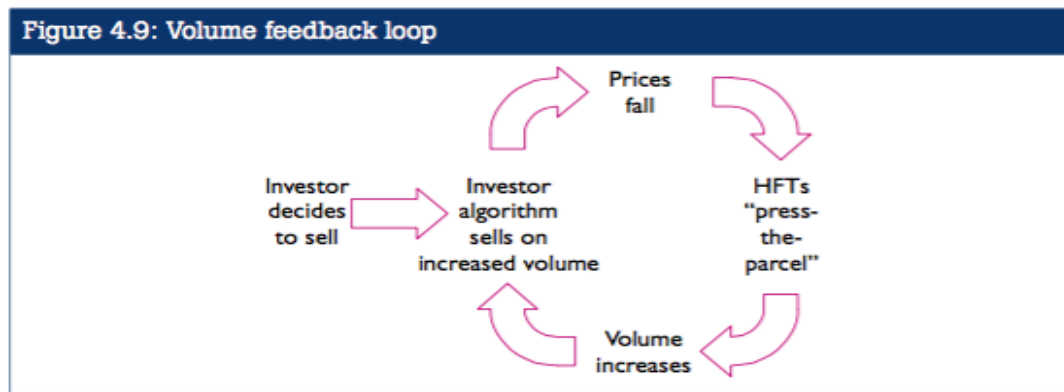 Figure 4.9: Volume feedback loop
Prices
fall
Investor
decides
to sell
Investor
algorithm
sells on
increased volume
HFTs
“press-
the-
parcel”
Volume
increases